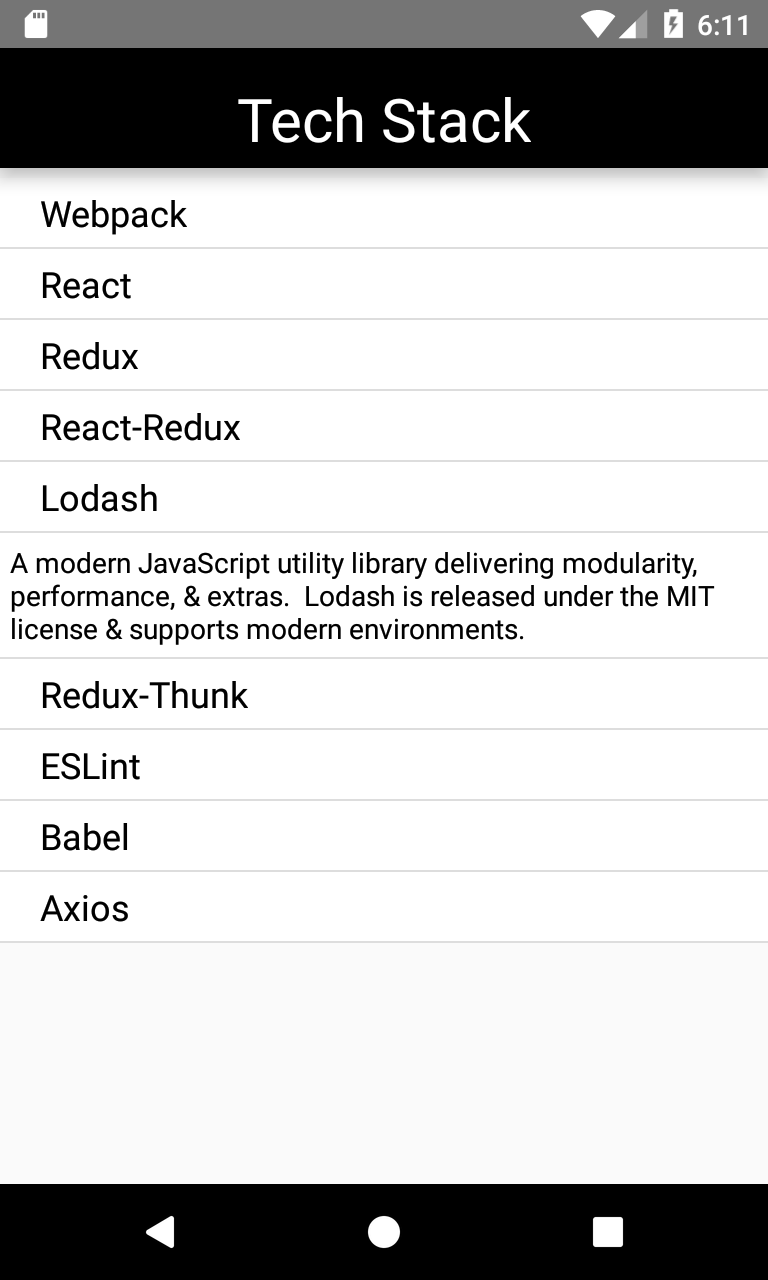 6:11
Tech Stack
Webpack
React
Redux
React-Redux
Lodash
A modern JavaScript utility library delivering modularity,
performance, & extras.  Lodash is released under the MIT
license & supports modern environments.
Redux-Thunk
ESLint
Babel
Axios